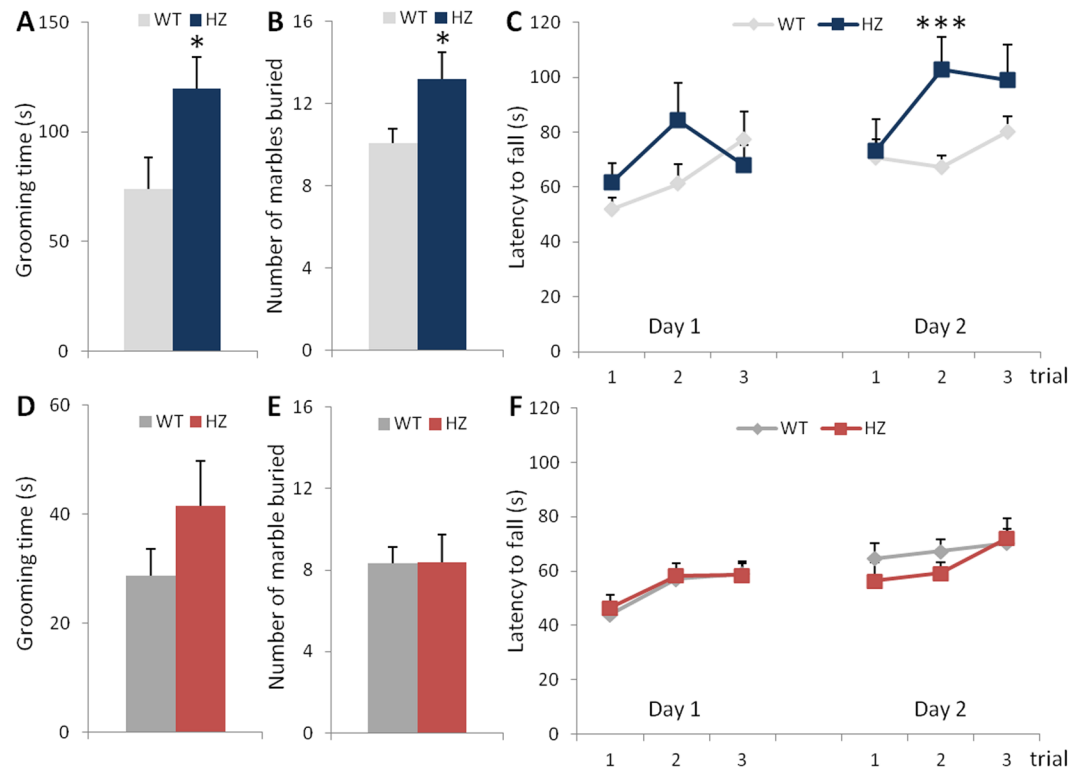 A
WT HZ
Grooming time (s)
150
100
50
0
*
B
WT HZ
Number of marbles buried
16
12
8
4
0
*
C
WT HZ
Latency to fall (s)
120
100
80
60
40
20
0
***
Day 1 Day 2
1 2 3 1 2 3 trial
D
WT HZ
Grooming time (s)
60
40
20
0
E
WT HZ
Number of marble buried
16
12
8
4
0
F
WT HZ
Latency to fall (s)
120
100
80
60
40
20
0
Day 1 Day 2
1 2 3 1 2 3 trial